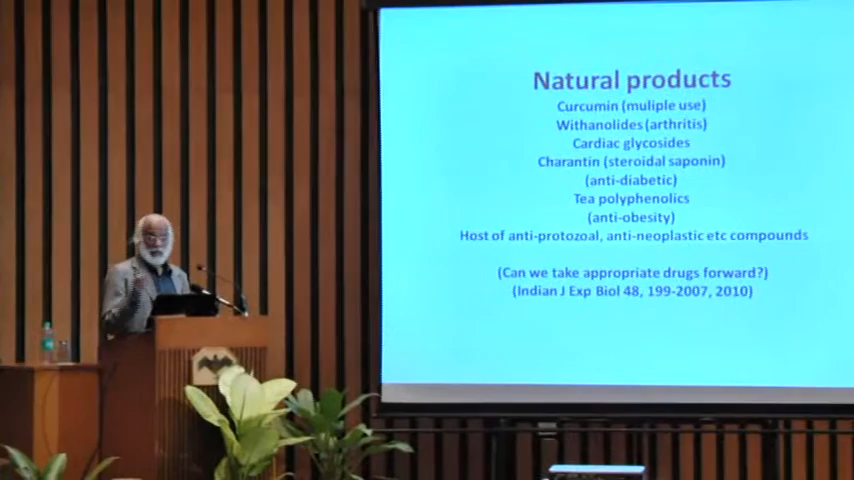 Natural products
Curcumin (muliple use)
Withanolides (arthritis)
Cardiac glycosides
Charantin (steroidal saponin)
(anti-diabetic)
Tea polyphenolics
(anti-obesity)
Host of anti-protozoal, anti-neoplastic etc compounds
(Can we take appropriate drugs forward?)
(Indian J Exp Biol 48, 199-2007, 2010)